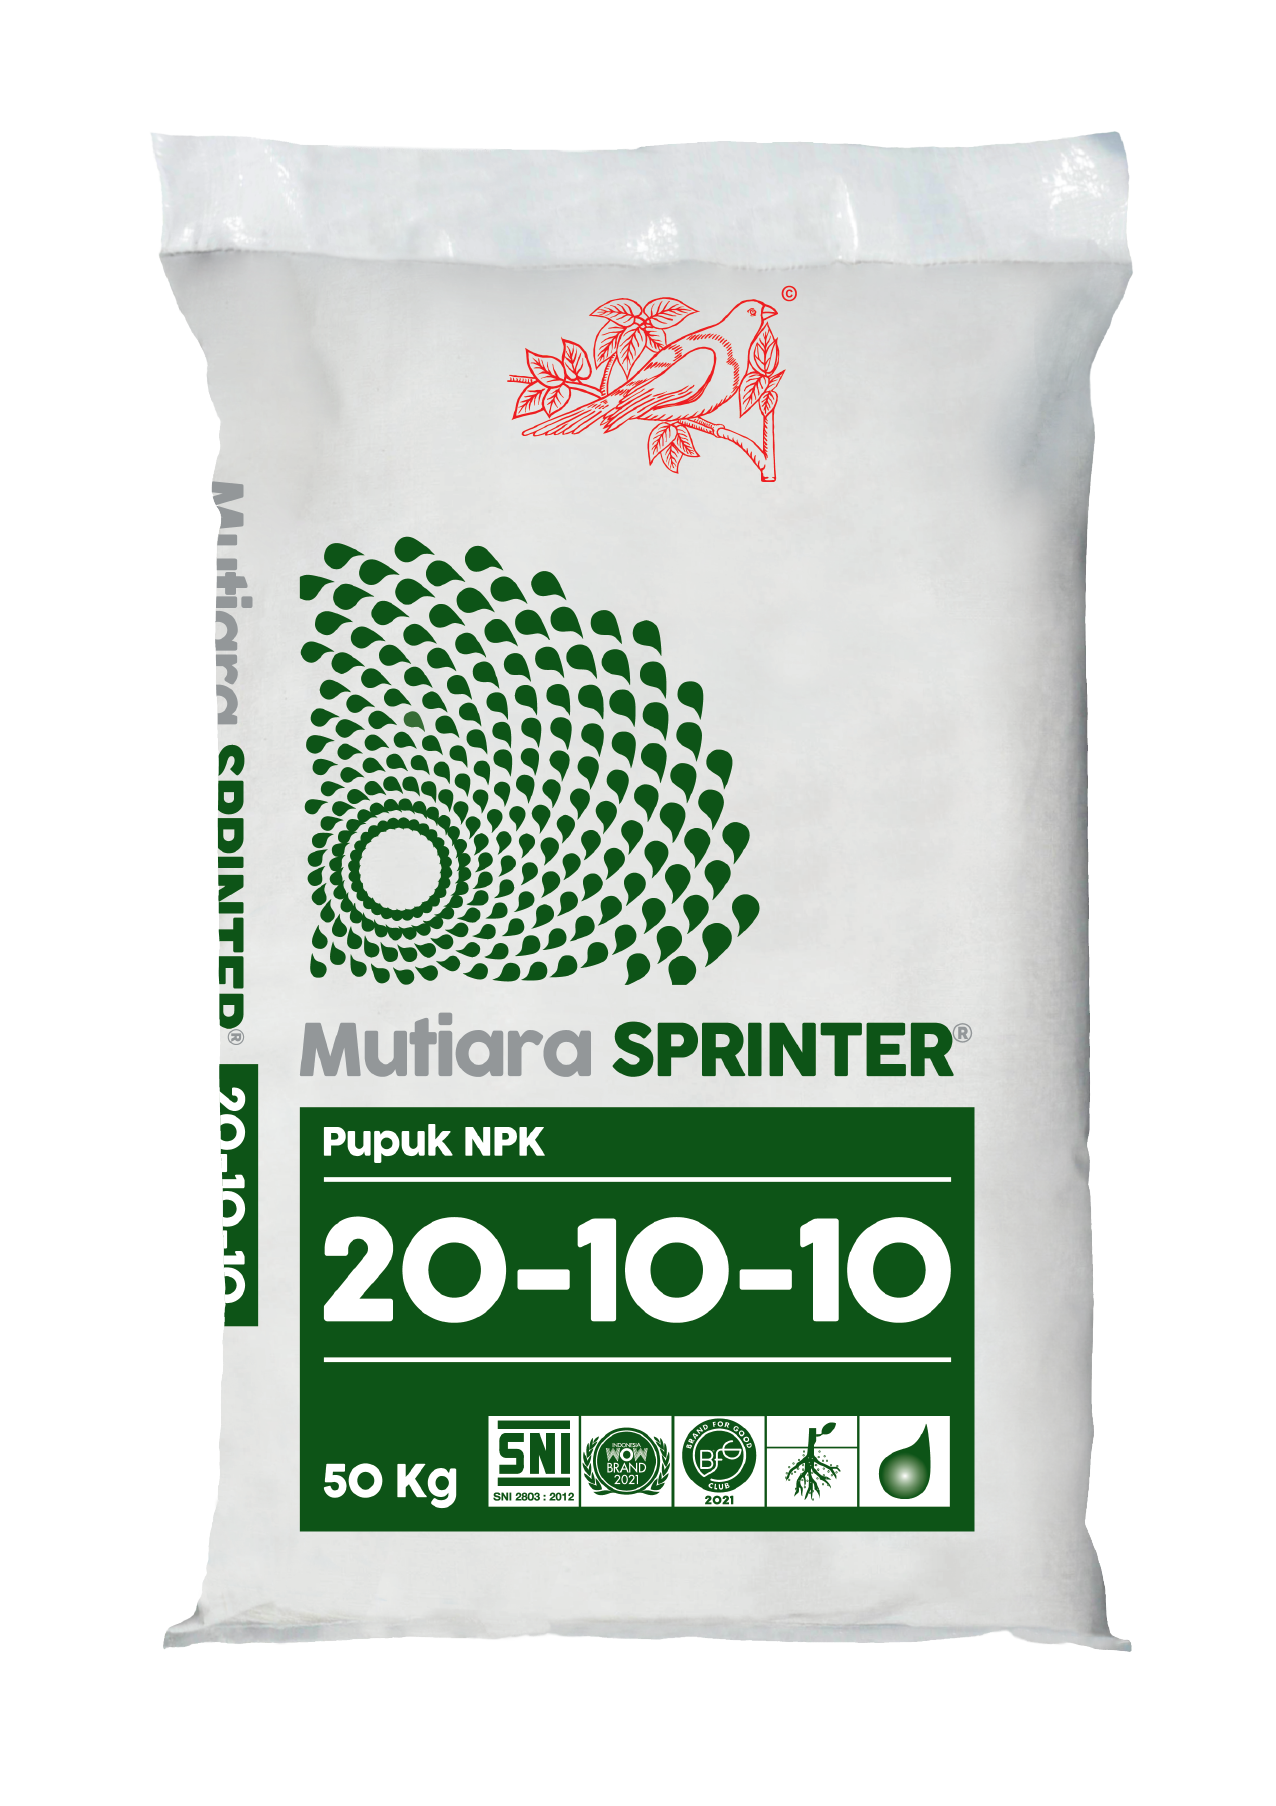 ©
Mutiara SPRINTER®
20-10-10
Mutiara SPRINTER®
Pupuk NPK
20-10-10
50 Kg
SNI
SNI 2803 : 2012
INDONESIA
WOW
BRAND
2021
BRAND FOR GOOD
BfG
CLUB
2021